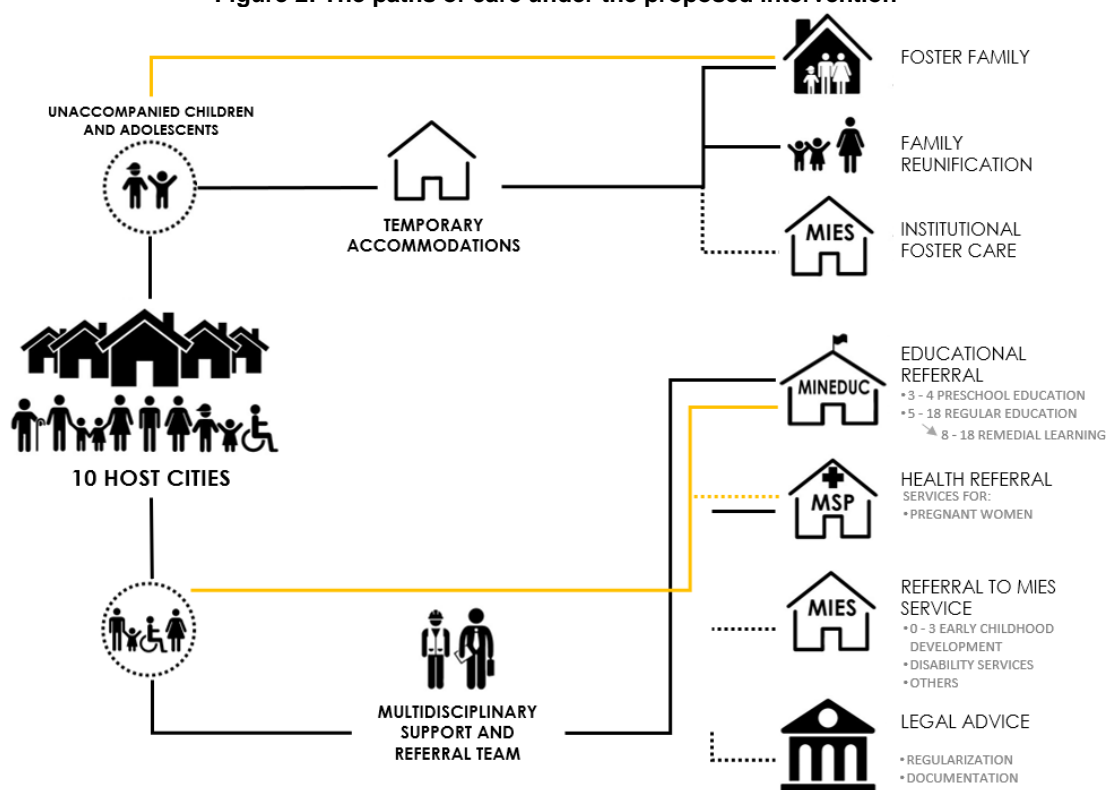 Figure 2. The paths of care under the proposed intervention
FOSTER FAMILY
UNACCOMPANIED CHILDREN
AND ADOLESCENTS
FAMILY
REUNIFICATION
TEMPORARY
ACCOMMODATIONS
MIES
INSTITUTIONAL
FOSTER CARE
10 HOST CITIES
MINEDUC
EDUCATIONAL
REFERRAL
•3 - 4 PRESCHOOL EDUCATION
•5 - 18 REGULAR EDUCATION
8 - 18 REMEDIAL LEARNING
MSP
HEALTH REFERRAL
SERVICES FOR:
•PREGNANT WOMEN
MIES
REFERRAL TO MIES
SERVICE
•0 - 3 EARLY CHILDHOOD
DEVELOPMENT
•DISABILITY SERVICES
•OTHERS
MULTIDISCIPLINARY
SUPPORT AND
REFERRAL TEAM
LEGAL ADVICE
•REGULARIZATION
•DOCUMENTATION